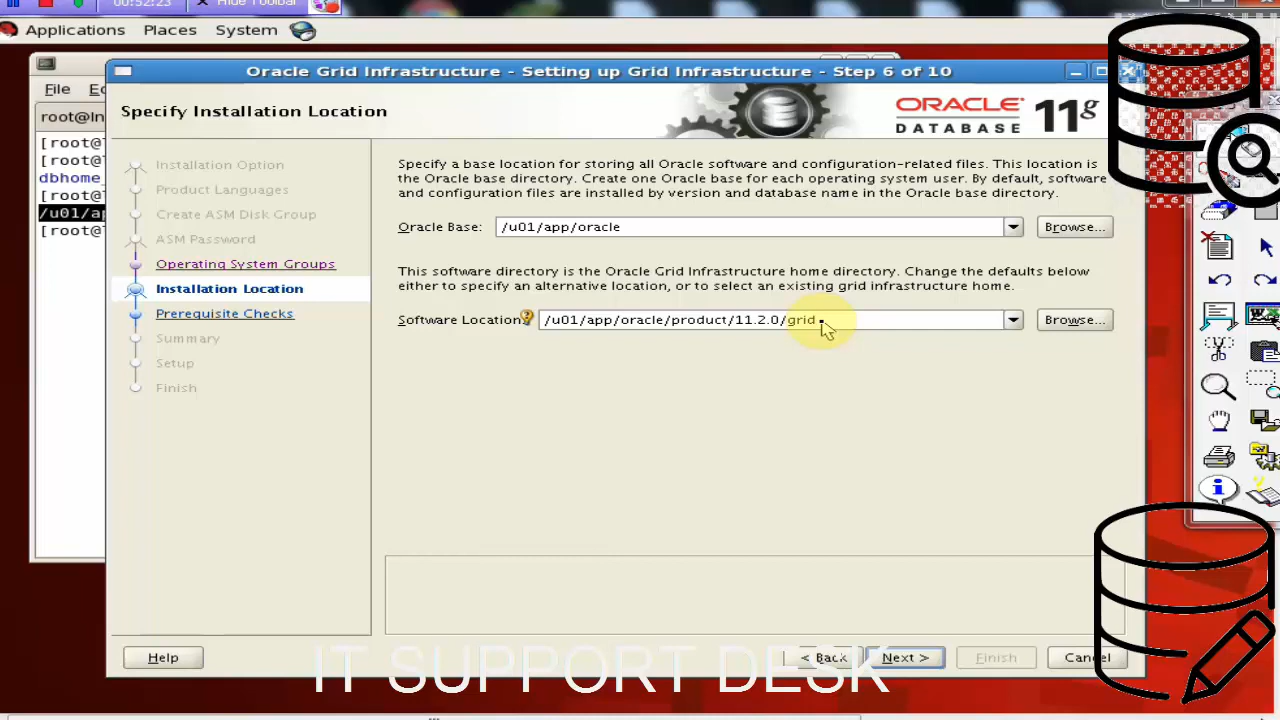 00:52:23
Hide Toolbar
Applications Places System
Oracle Grid Infrastructure - Setting up Grid Infrastructure - Step 6 of 10
File
Specify Installation Location
ORACLE
DATABASE
11g
[root@
[root@
dbhome
[root@
/u01/ap
[root@
Installation Option
Product Languages
Create ASM Disk Group
ASM Password
Operating System Groups
Installation Location
Prerequisite Checks
Summary
Setup
Finish
Specify a base location for storing all Oracle software and configuration-related files. This location is
the Oracle base directory. Create one Oracle base for each operating system user. By default, software
and configuration files are installed by version and database name in the Oracle base directory.
Oracle Base: /u01/app/oracle Browse...
This software directory is the Oracle Grid Infrastructure home directory. Change the defaults below
either to specify an alternative location, or to select an existing grid infrastructure home.
Software Location: /u01/app/oracle/product/11.2.0/grid Browse...
Help < Back Next > Finish Cancel
IT SUPPORT DESK